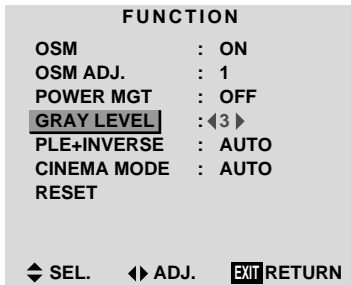 FUNCTION
OSM : ON
OSM ADJ. : 1
POWER MGT : OFF
GRAY LEVEL : 3
PLE+INVERSE : AUTO
CINEMA MODE : AUTO
RESET
SEL. ADJ. EXIT RETURN